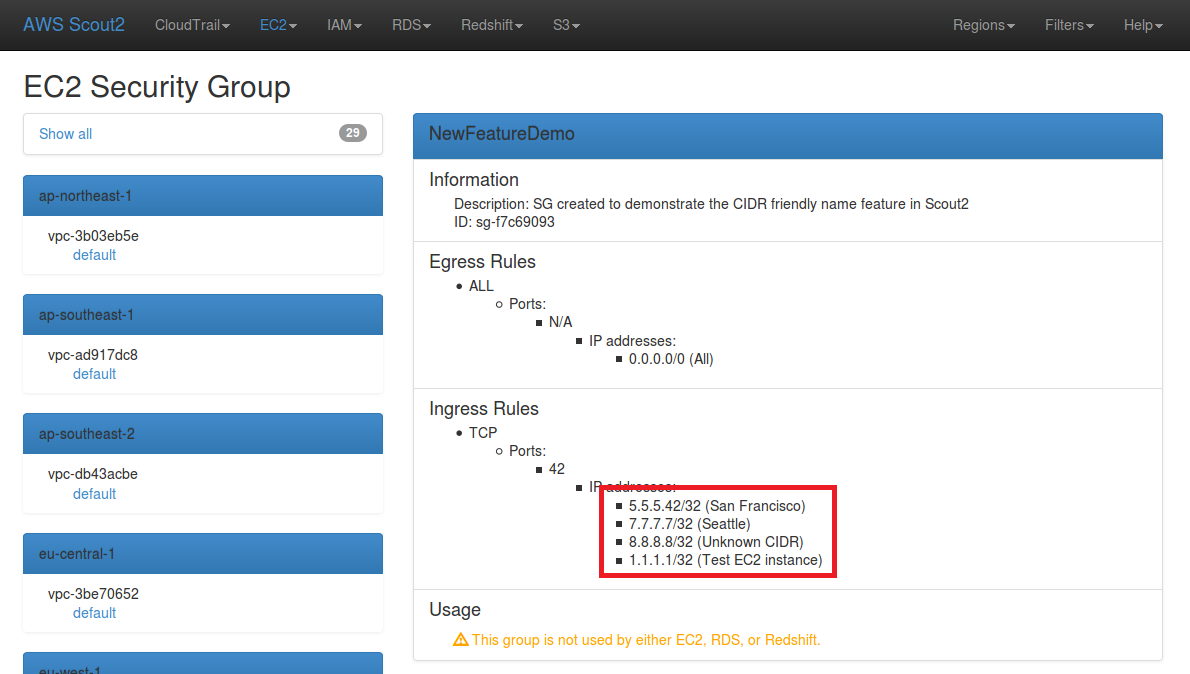 AWS Scout2 CloudTrail EC2 IAM RDS Redshift S3 Regions Filters Help
EC2 Security Group
Show all 29
ap-northeast-1
vpc-3b03eb5e
default
ap-southeast-1
vpc-ad917dc8
default
ap-southeast-2
vpc-db43acbe
default
eu-central-1
vpc-3be70652
default
eu-west-1
NewFeatureDemo
Information
Description: SG created to demonstrate the CIDR friendly name feature in Scout2
ID: sg-f7c69093
Egress Rules
ALL
Ports:
N/A
IP addresses:
0.0.0.0/0 (All)
Ingress Rules
TCP
Ports:
42
IP addresses:
5.5.5.42/32 (San Francisco)
7.7.7.7/32 (Seattle)
8.8.8.8/32 (Unknown CIDR)
1.1.1.1/32 (Test EC2 instance)
Usage
This group is not used by either EC2, RDS, or Redshift.